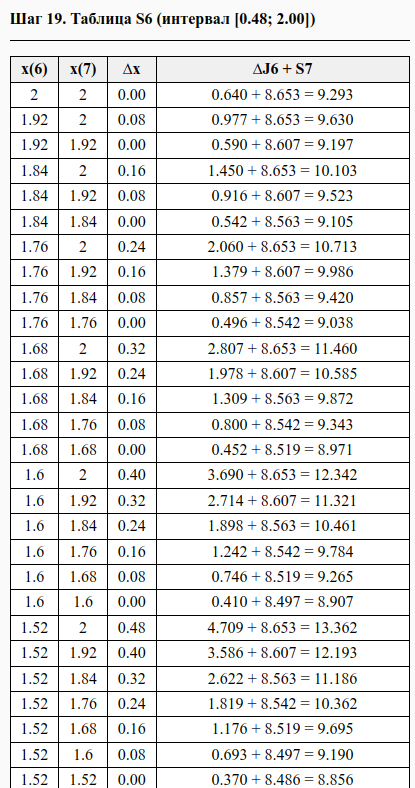 Шаг 19. Таблица S6 (интервал [0.48; 2.00])
x(6) x(7) Δx ΔJ6 + S7
2 2 0.00 0.640 + 8.653 = 9.293
1.92 2 0.08 0.977 + 8.653 = 9.630
1.92 1.92 0.00 0.590 + 8.607 = 9.197
1.84 2 0.16 1.450 + 8.653 = 10.103
1.84 1.92 0.08 0.916 + 8.607 = 9.523
1.84 1.84 0.00 0.542 + 8.563 = 9.105
1.76 2 0.24 2.060 + 8.653 = 10.713
1.76 1.92 0.16 1.379 + 8.607 = 9.986
1.76 1.84 0.08 0.857 + 8.563 = 9.420
1.76 1.76 0.00 0.496 + 8.542 = 9.038
1.68 2 0.32 2.807 + 8.653 = 11.460
1.68 1.92 0.24 1.978 + 8.607 = 10.585
1.68 1.84 0.16 1.309 + 8.563 = 9.872
1.68 1.76 0.08 0.800 + 8.542 = 9.343
1.68 1.68 0.00 0.452 + 8.519 = 8.971
1.6 2 0.40 3.690 + 8.653 = 12.342
1.6 1.92 0.32 2.714 + 8.607 = 11.321
1.6 1.84 0.24 1.898 + 8.563 = 10.461
1.6 1.76 0.16 1.242 + 8.542 = 9.784
1.6 1.68 0.08 0.746 + 8.519 = 9.265
1.6 1.6 0.00 0.410 + 8.497 = 8.907
1.52 2 0.48 4.709 + 8.653 = 13.362
1.52 1.92 0.40 3.586 + 8.607 = 12.193
1.52 1.84 0.32 2.622 + 8.563 = 11.186
1.52 1.76 0.24 1.819 + 8.542 = 10.362
1.52 1.68 0.16 1.176 + 8.519 = 9.695
1.52 1.6 0.08 0.693 + 8.497 = 9.190
1.52 1.52 0.00 0.370 + 8.486 = 8.856